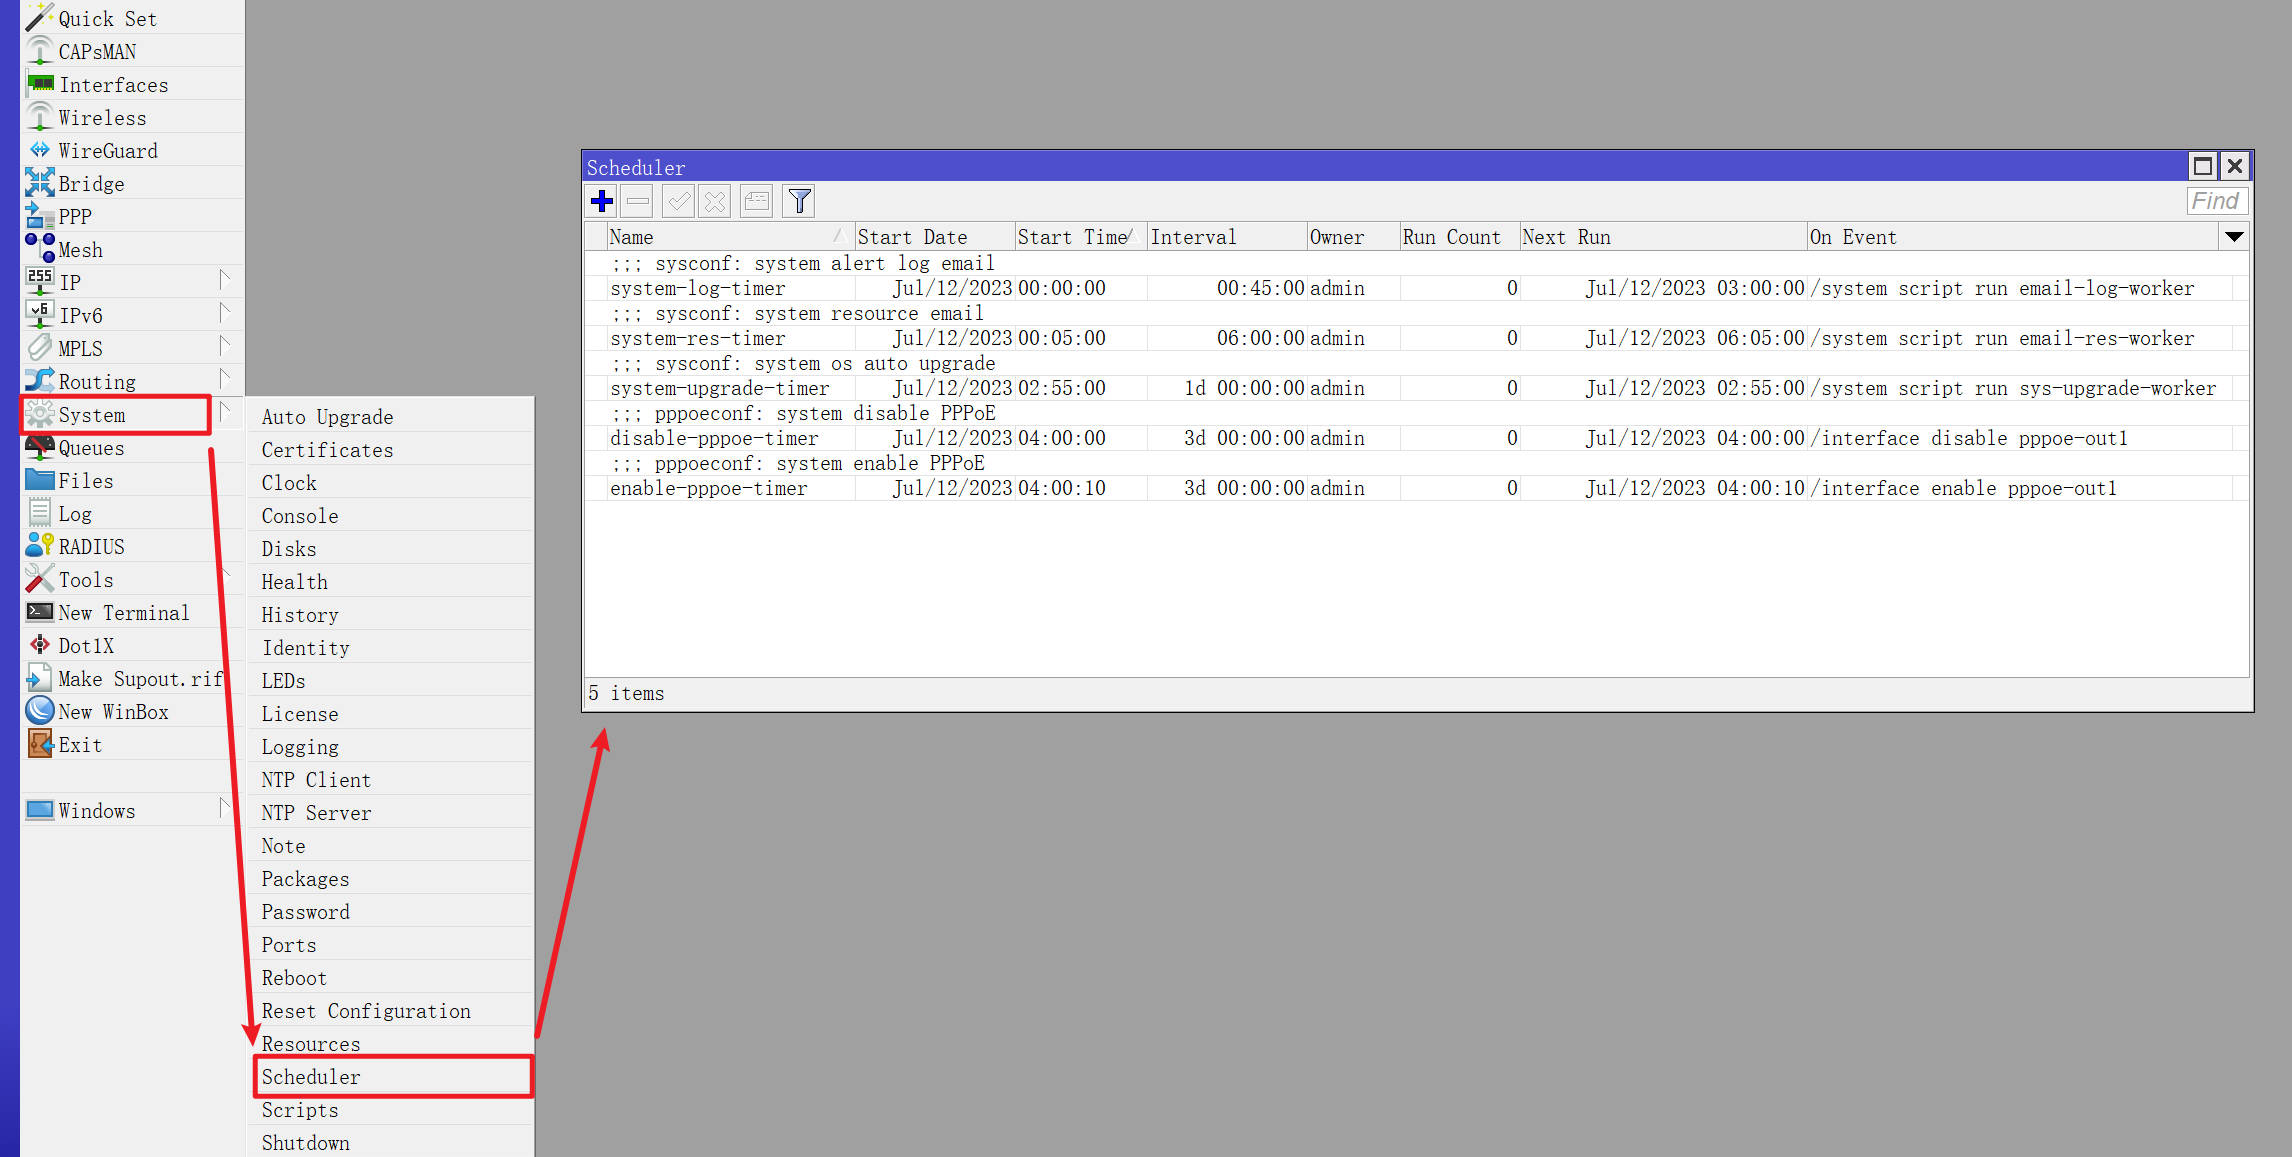 Quick Set
CAPsMAN
Interfaces
Wireless
WireGuard
Bridge
PPP
Mesh
255
IP
v6
IPv6
MPLS
Routing
System
Queues
Files
Log
RADIUS
Tools
New Terminal
Dot1X
Make Supout.rif
New WinBox
Exit
Windows
Auto Upgrade
Certificates
Clock
Console
Disks
Health
History
Identity
LEDs
License
Logging
NTP Client
NTP Server
Note
Packages
Password
Ports
Reboot
Reset Configuration
Resources
Scheduler
Scripts
Shutdown
Scheduler
Find
Name Start Date Start Time Interval Owner Run Count Next Run On Event
;;; sysconf: system alert log email
system-log-timer Jul/12/2023 00:00:00 00:45:00 admin 0 Jul/12/2023 03:00:00 /system script run email-log-worker
;;; sysconf: system resource email
system-res-timer Jul/12/2023 00:05:00 06:00:00 admin 0 Jul/12/2023 06:05:00 /system script run email-res-worker
;;; sysconf: system os auto upgrade
system-upgrade-timer Jul/12/2023 02:55:00 1d 00:00:00 admin 0 Jul/12/2023 02:55:00 /system script run sys-upgrade-worker
;;; pppoeconf: system disable PPPoE
disable-pppoe-timer Jul/12/2023 04:00:00 3d 00:00:00 admin 0 Jul/12/2023 04:00:00 /interface disable pppoe-out1
;;; pppoeconf: system enable PPPoE
enable-pppoe-timer Jul/12/2023 04:00:10 3d 00:00:00 admin 0 Jul/12/2023 04:00:10 /interface enable pppoe-out1
5 items